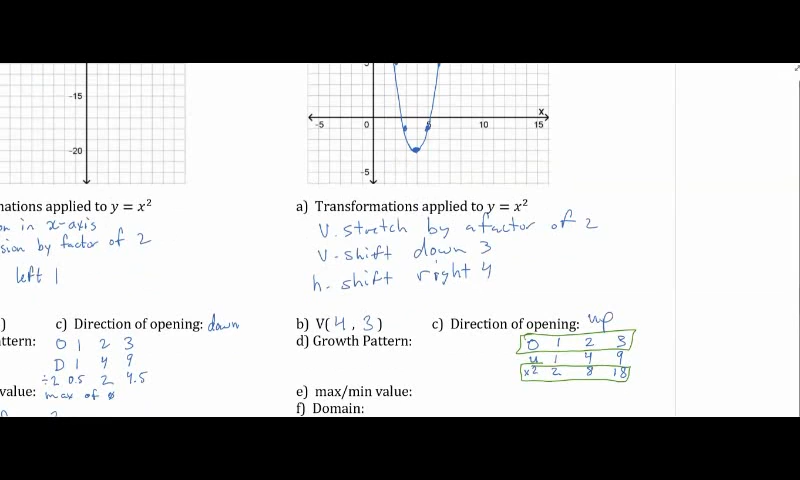 -15
-20
nations applied to y = x²
on in x-axis
sion by factor of 2
left 1
) c) Direction of opening: down
ttern: 0 1 2 3
D 1 4 9
÷2 0.5 2 4.5
value: max of 0
5
x
-5 0 5 10 15
-5
a) Transformations applied to y = x²
V. stretch by a factor of 2
V. shift down 3
h. shift right 4
b) V( 4 , 3 ) c) Direction of opening: up
d) Growth Pattern: O 1 2 3
u 1 4 9
x2 2 8 18
e) max/min value:
f) Domain: